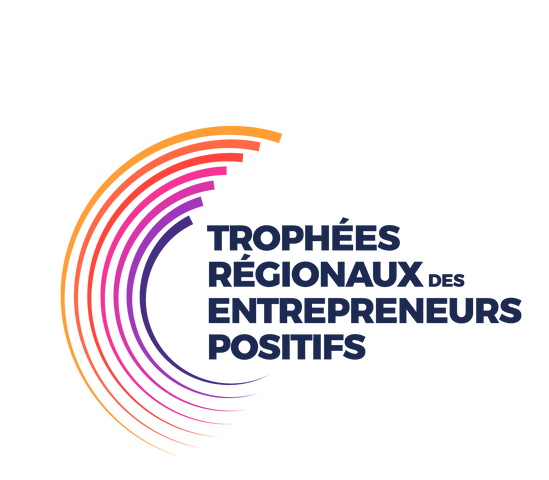 TROPHÉES
RÉGIONAUX DES
ENTREPRENEURS
POSITIFS